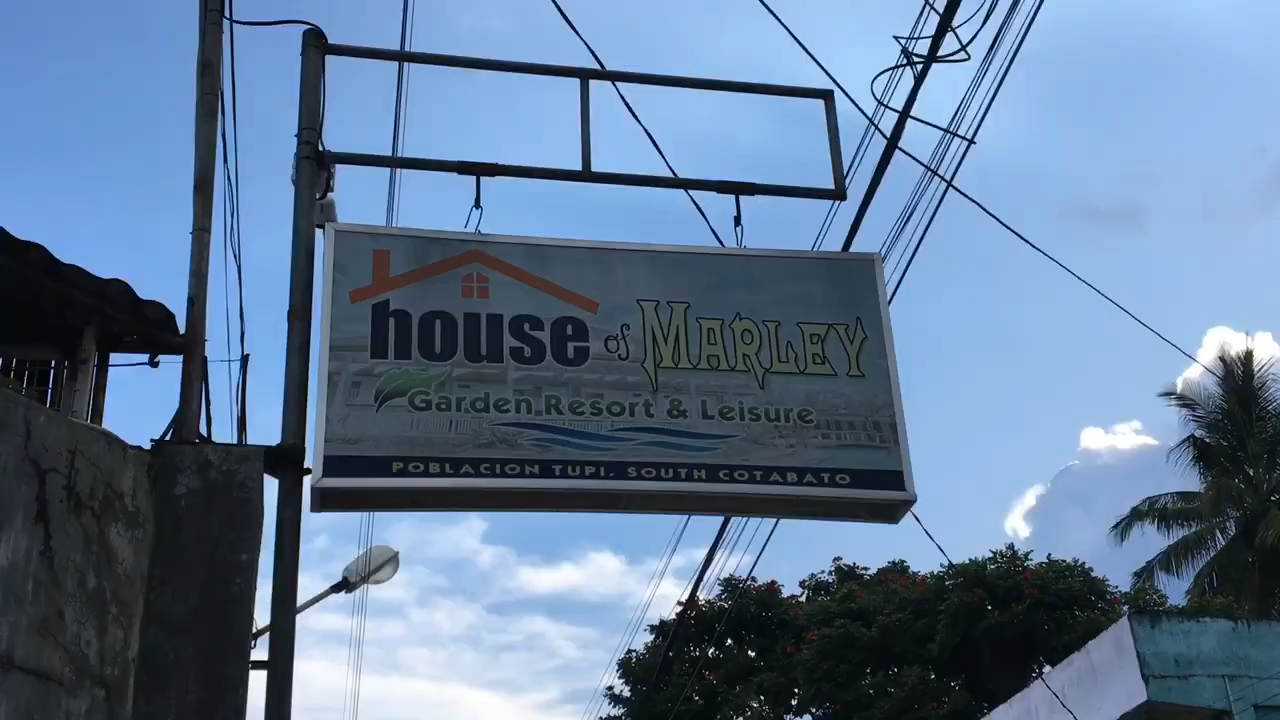 house of MARLEY
Garden Resort & Leisure
POBLACION TUPI. SOUTH COTABATO